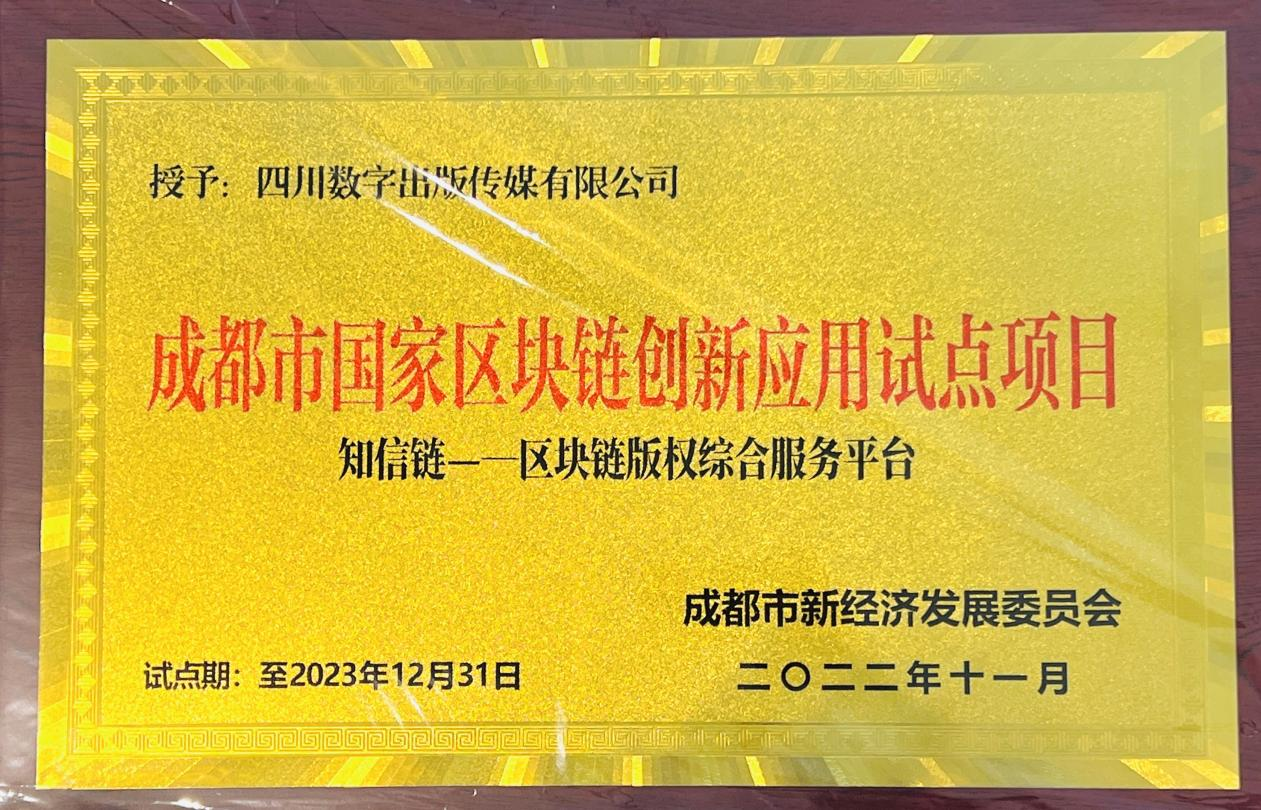 授予：四川数字出版传媒有限公司
成都市国家区块链创新应用试点项目
知信链——区块链版权综合服务平台
成都市新经济发展委员会
试点期：至2023年12月31日
二〇二二年十一月